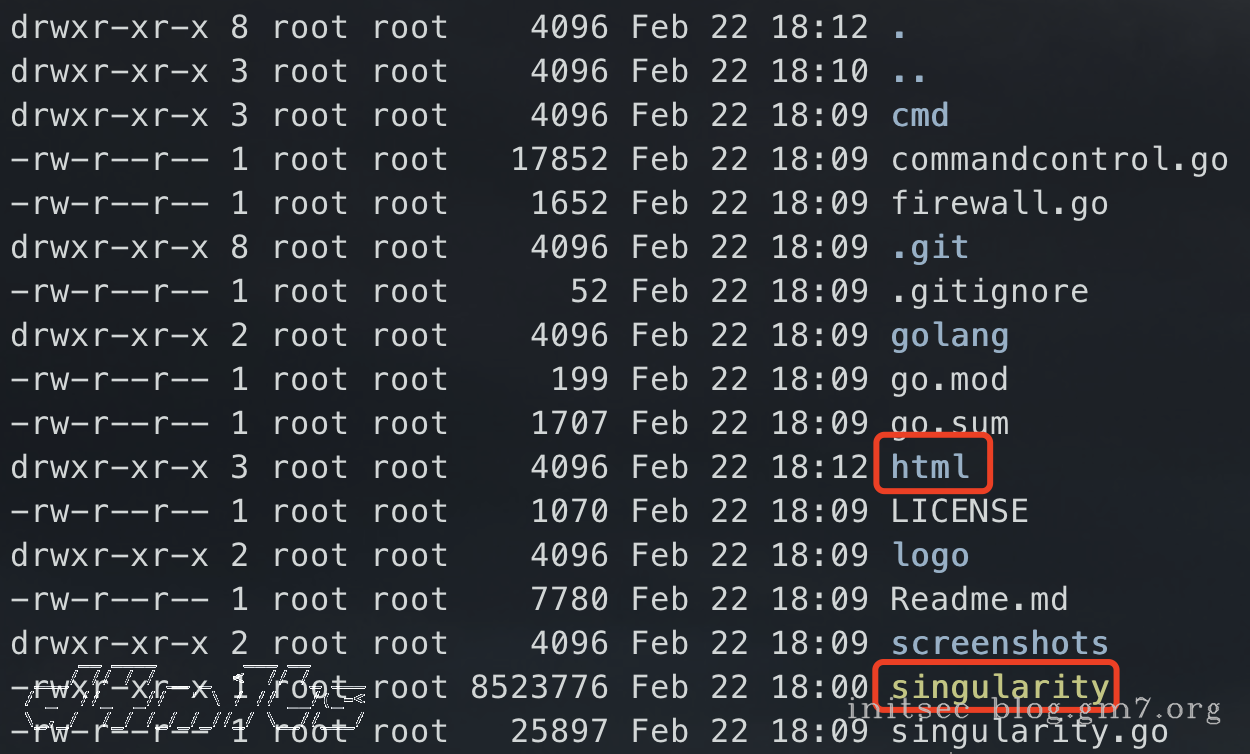 drwxr-xr-x 8 root root    4096 Feb 22 18:12 .
drwxr-xr-x 3 root root    4096 Feb 22 18:10 ..
drwxr-xr-x 3 root root    4096 Feb 22 18:09 cmd
-rw-r--r-- 1 root root   17852 Feb 22 18:09 commandcontrol.go
-rw-r--r-- 1 root root    1652 Feb 22 18:09 firewall.go
drwxr-xr-x 8 root root    4096 Feb 22 18:09 .git
-rw-r--r-- 1 root root      52 Feb 22 18:09 .gitignore
drwxr-xr-x 2 root root    4096 Feb 22 18:09 golang
-rw-r--r-- 1 root root     199 Feb 22 18:09 go.mod
-rw-r--r-- 1 root root    1707 Feb 22 18:09 go.sum
drwxr-xr-x 3 root root    4096 Feb 22 18:12 html
-rw-r--r-- 1 root root    1070 Feb 22 18:09 LICENSE
drwxr-xr-x 2 root root    4096 Feb 22 18:09 logo
-rw-r--r-- 1 root root    7780 Feb 22 18:09 Readme.md
drwxr-xr-x 2 root root    4096 Feb 22 18:09 screenshots
-rwxr-xr-x 1 root root 8523776 Feb 22 18:00 singularity
initsec blog.gm7.org
-rw-r--r-- 1 root root   25897 Feb 22 18:09 singularity.go